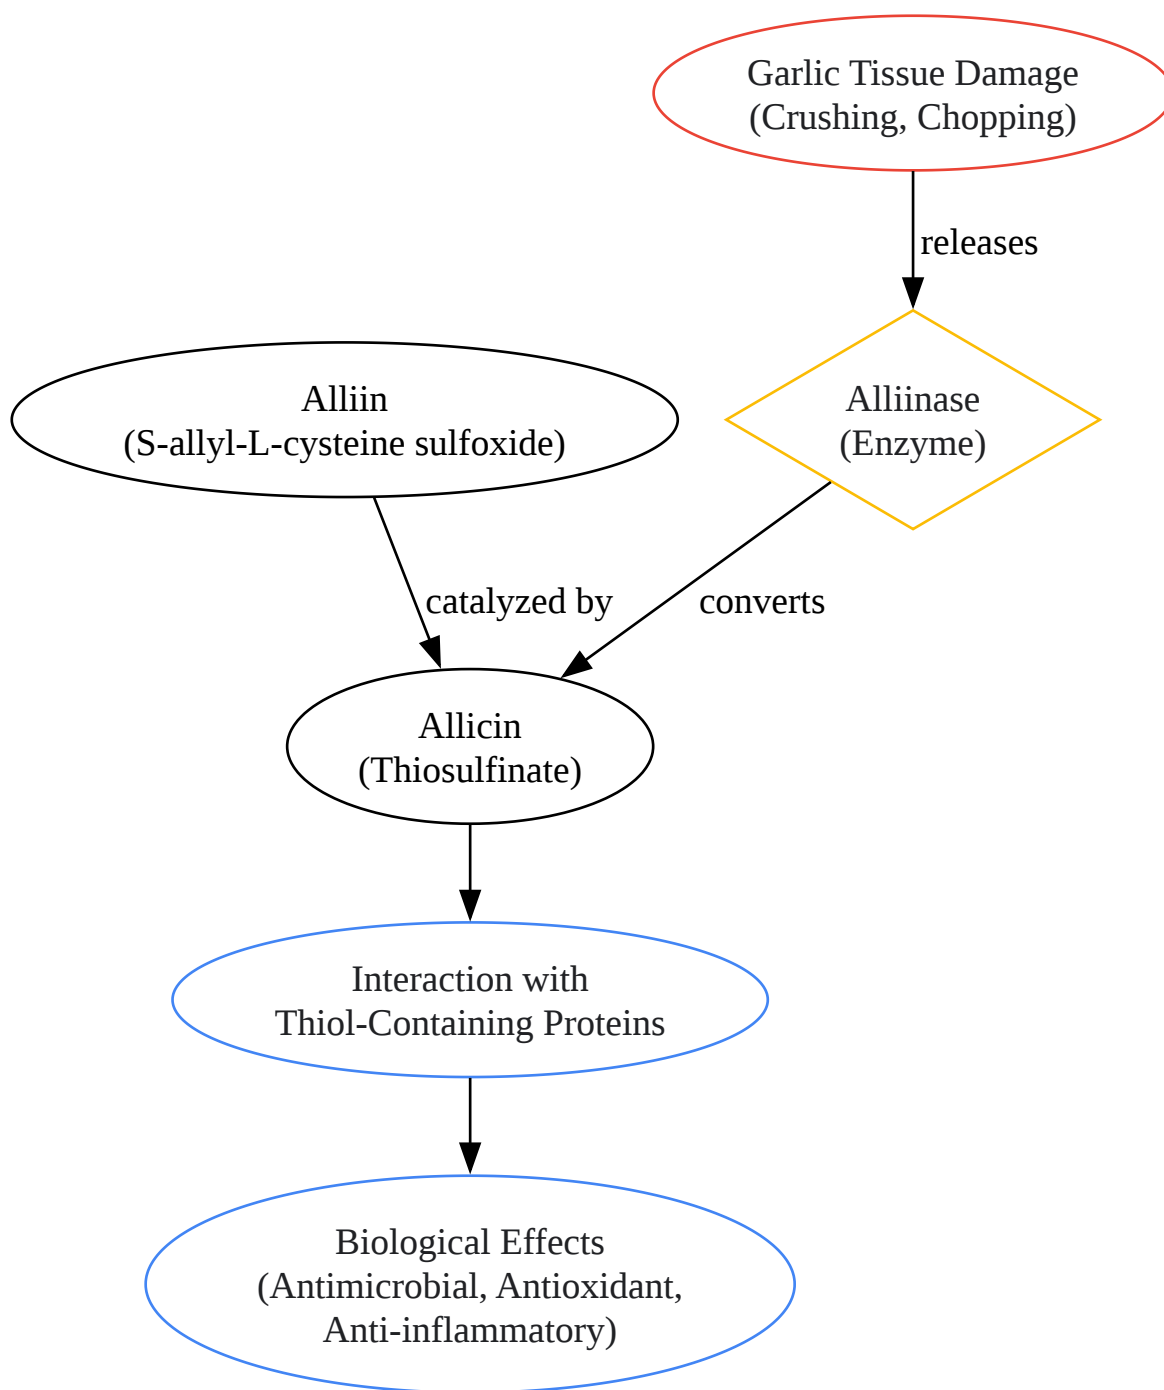 Garlic Tissue Damage
(Crushing, Chopping)
releases
Alliin
(S-allyl-L-cysteine sulfoxide)
Alliinase
(Enzyme)
catalyzed by
converts
Allicin
(Thiosulfinate)
Interaction with
Thiol-Containing Proteins
Biological Effects
(Antimicrobial, Antioxidant,
Anti-inflammatory)